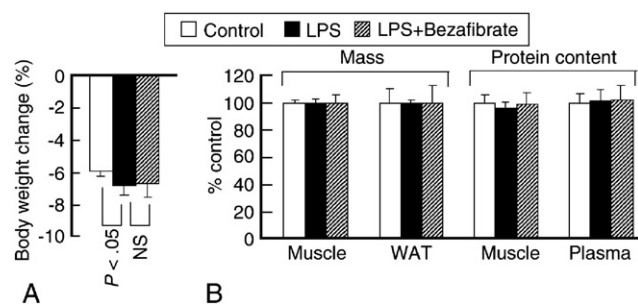 Control LPS LPS+Bezafibrate
Body weight change (%)
0
-2
-4
-6
-8
-10
P < .05
NS
A
Mass
Protein content
% control
120
100
80
60
40
20
0
Muscle WAT Muscle Plasma
B